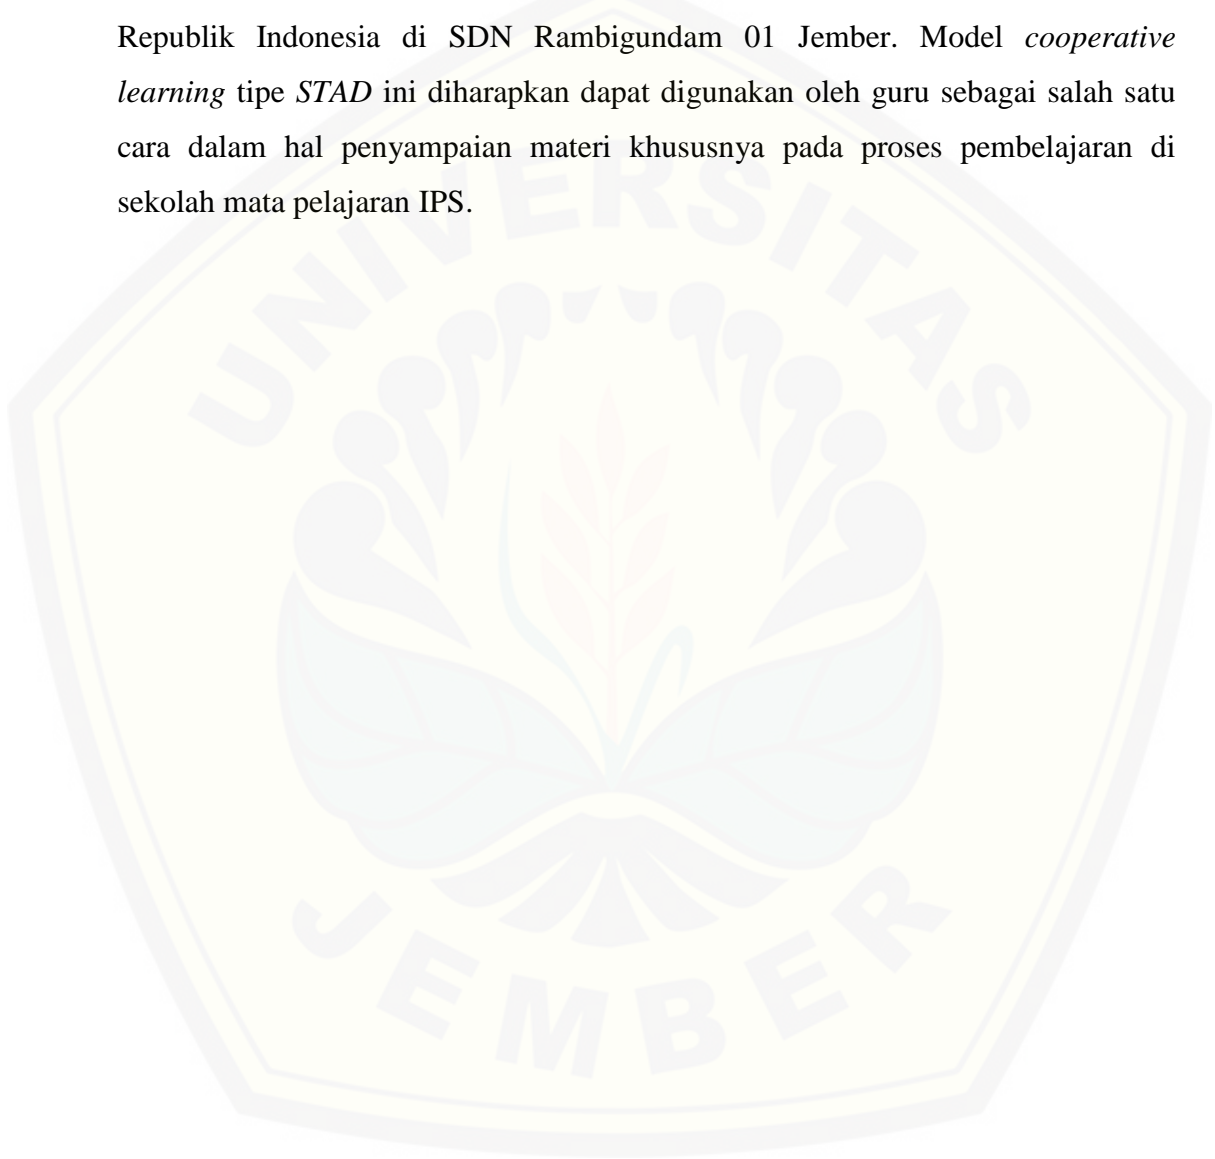 Republik Indonesia di SDN Rambigundam 01 Jember. Model cooperative
learning tipe STAD ini diharapkan dapat digunakan oleh guru sebagai salah satu
cara dalam hal penyampaian materi khususnya pada proses pembelajaran di
sekolah mata pelajaran IPS.
UNIVERSITAS
JEMBER